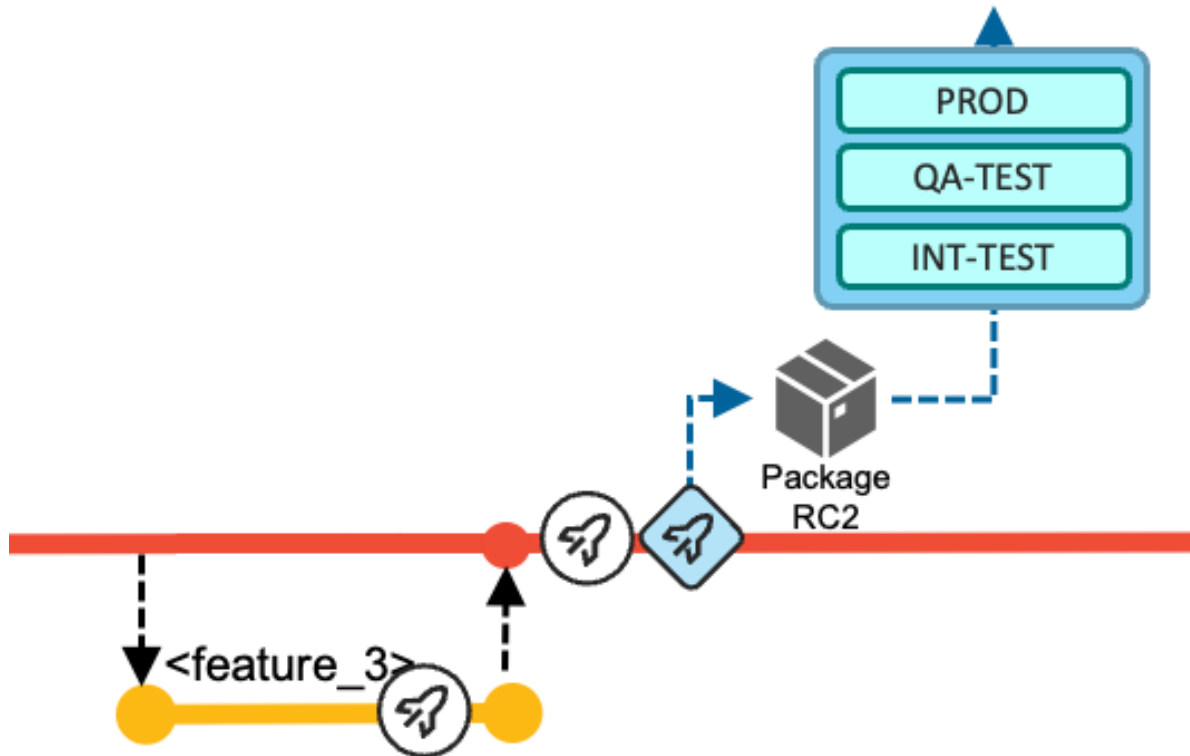 PROD
QA-TEST
INT-TEST
Package
RC2
<feature_3>